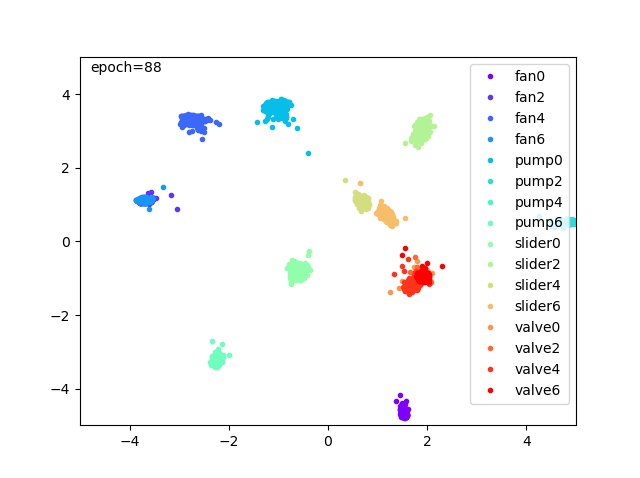 epoch=88
fan0
fan2
fan4
fan6
pump0
pump2
pump4
pump6
slider0
slider2
slider4
slider6
valve0
valve2
valve4
valve6
4
2
0
−2
−4
−4
−2
0
2
4